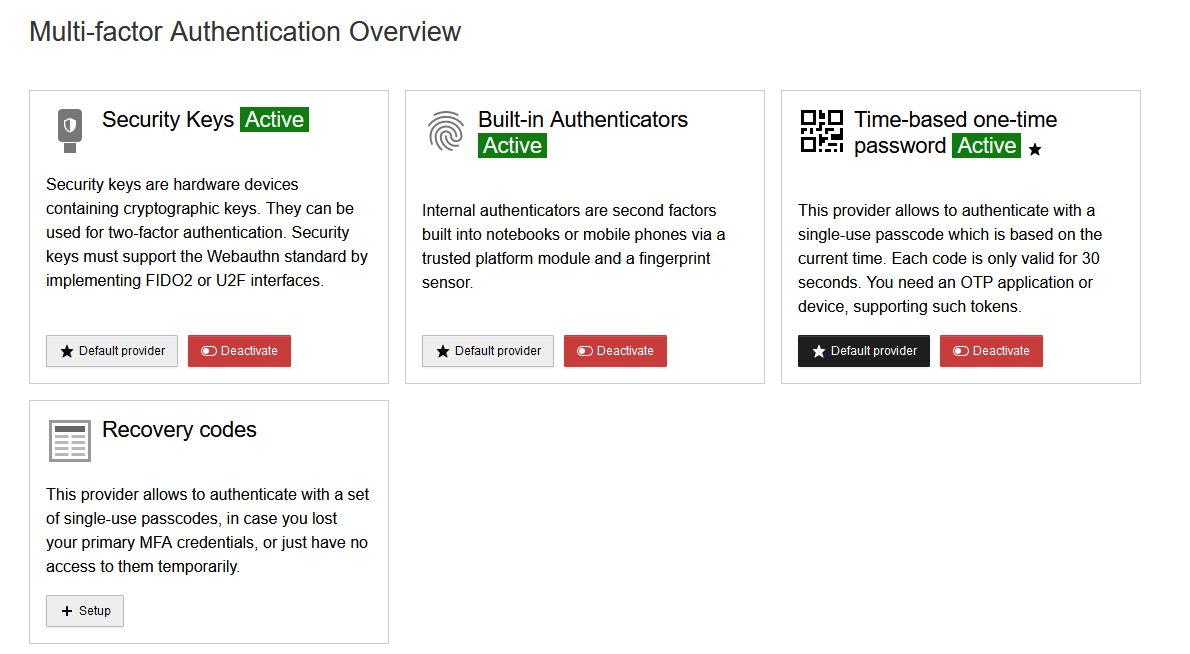 Multi-factor Authentication Overview
Security Keys Active
Security keys are hardware devices
containing cryptographic keys. They can be
used for two-factor authentication. Security
keys must support the Webauthn standard by
implementing FIDO2 or U2F interfaces.
Default provider
Deactivate
Built-in Authenticators
Active
Internal authenticators are second factors
built into notebooks or mobile phones via a
trusted platform module and a fingerprint
sensor.
Default provider
Deactivate
Time-based one-time
password Active
This provider allows to authenticate with a
single-use passcode which is based on the
current time. Each code is only valid for 30
seconds. You need an OTP application or
device, supporting such tokens.
Default provider
Deactivate
Recovery codes
This provider allows to authenticate with a set
of single-use passcodes, in case you lost
your primary MFA credentials, or just have no
access to them temporarily.
Setup